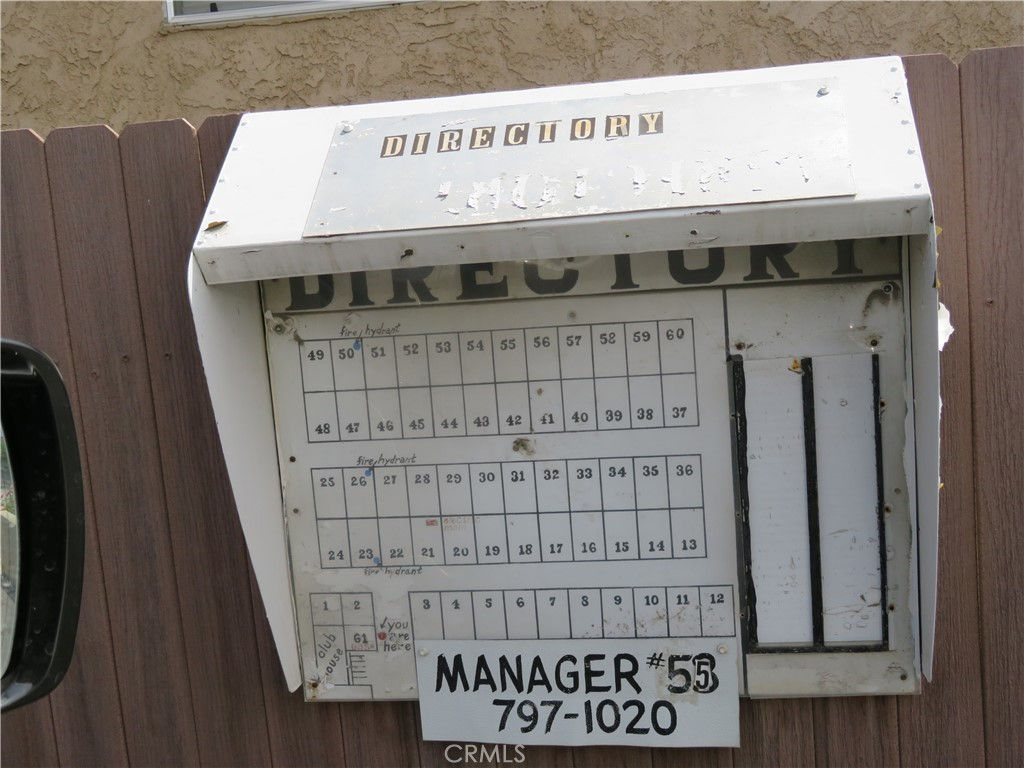 DIRECTORY
DIRECTORY
fire hydrant
49 50 51 52 53 54 55 56 57 58 59 60
48 47 46 45 44 43 42 41 40 39 38 37
fire hydrant
25 26 27 28 29 30 31 32 33 34 35 36
24 23 22 21 20 19 18 17 16 15 14 13
fire hydrant
1 2
61
club
house
you
are
here
3 4 5 6 7 8 9 10 11 12
MANAGER #55
797-1020
CRMLS